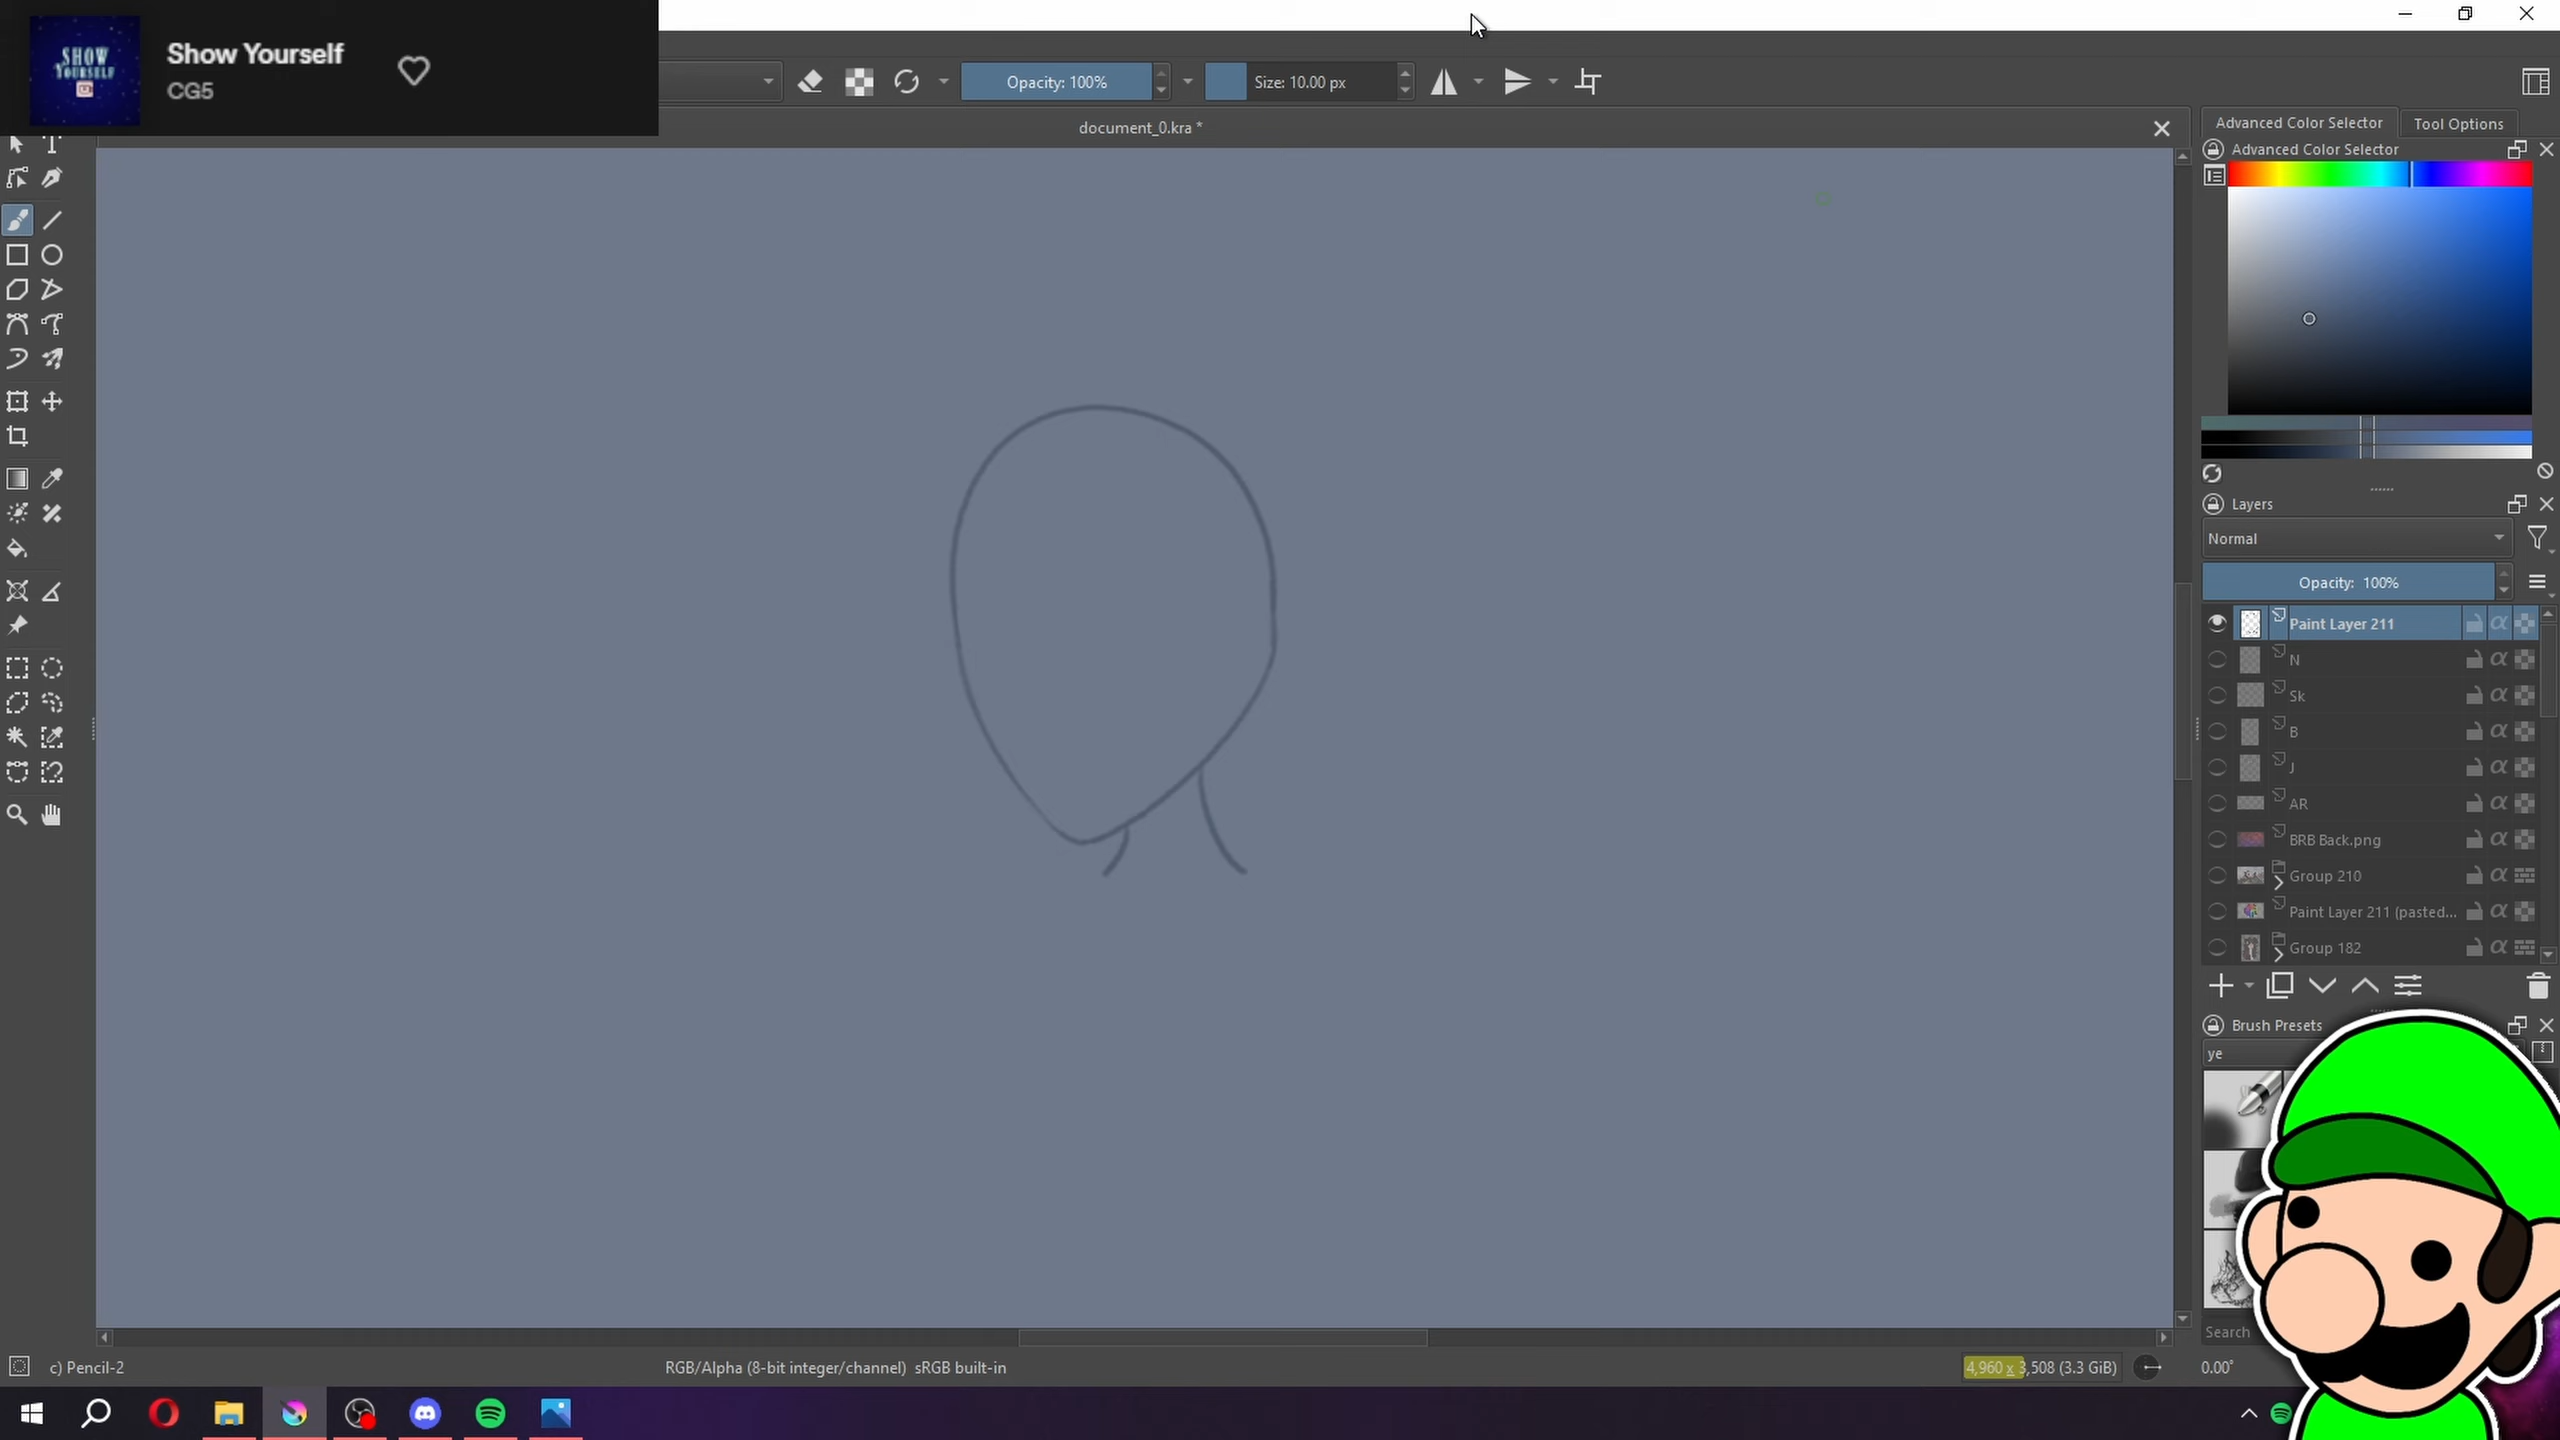 SHOW
YOURSELF
Show Yourself
CG5
Opacity: 100%
Size: 10.00 px
document_0.kra *
Advanced Color Selector
Tool Options
Advanced Color Selector
Layers
Normal
Opacity: 100%
Paint Layer 211
N
Sk
B
J
AR
BRB Back.png
Group 210
Paint Layer 211 (pasted...
Group 182
Brush Presets
ye
Search
c) Pencil-2
RGB/Alpha (8-bit integer/channel) sRGB built-in
4,960 x 3,508 (3.3 GiB)
0.00°